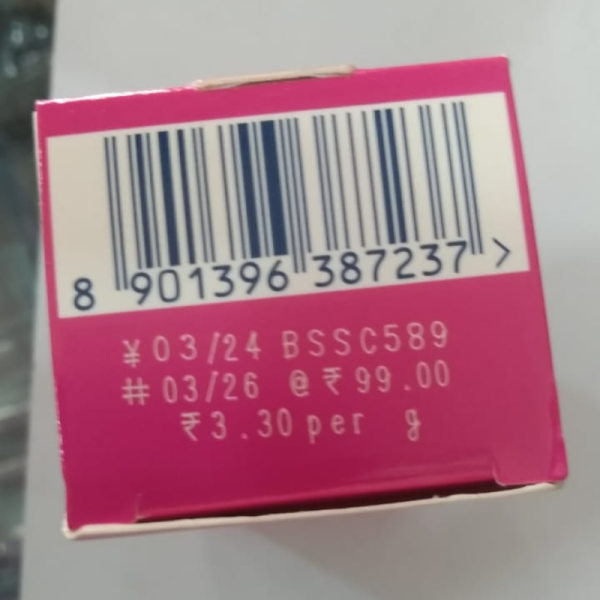 8 901396 387237 >
¥ 03/24 BSSC589
# 03/26 @ ₹ 99.00
₹3.30 per g